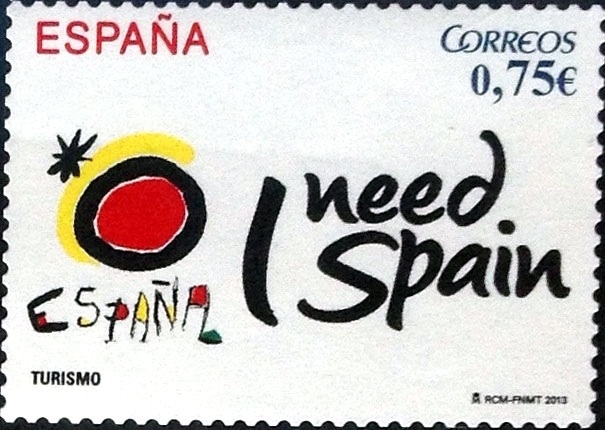 ESPAÑA
CORREOS
0,75€
I need
Spain
ESPAÑA
TURISMO
RCM-FNMT 2013